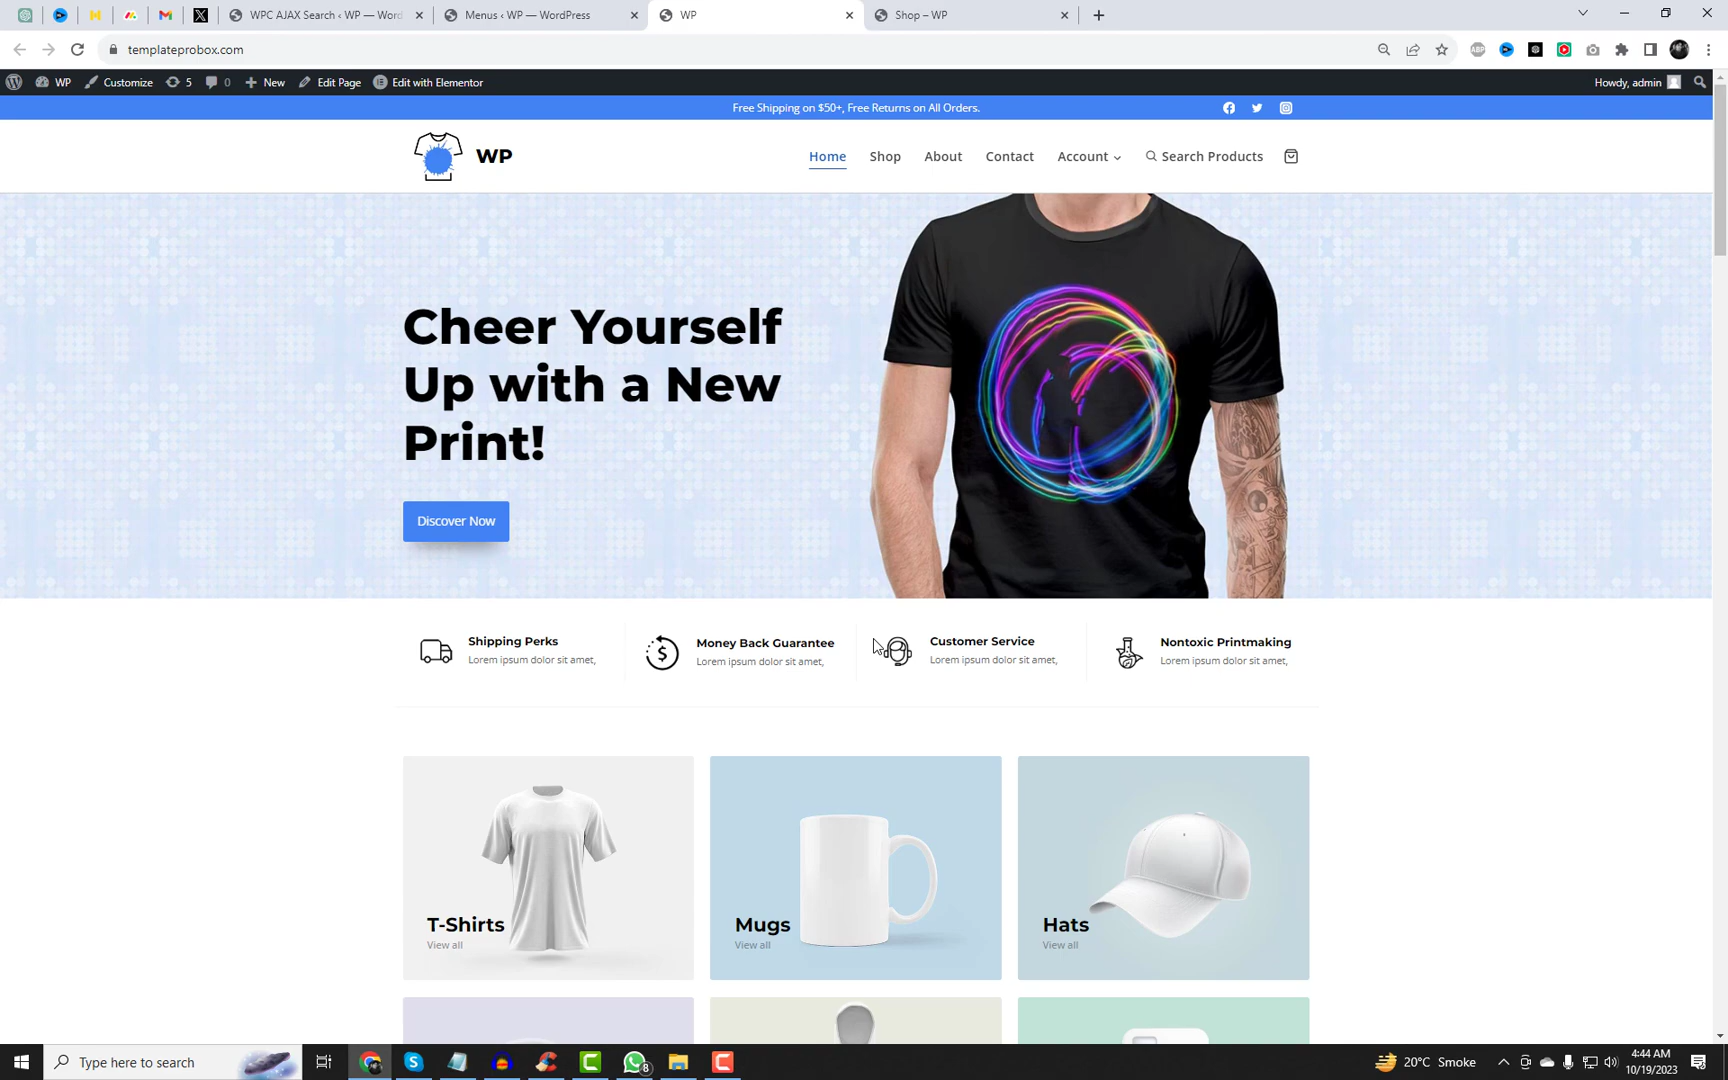 WPC AJAX Search ‹ WP — Word
Menus ‹ WP — WordPress
WP
Shop – WP
templateprobox.com
WP
Customize
5
0
New
Edit Page
Edit with Elementor
Howdy, admin
Free Shipping on $50+, Free Returns on All Orders.
WP
Home
Shop
About
Contact
Account
Search Products
Cheer Yourself
Up with a New
Print!
Discover Now
Shipping Perks
Lorem ipsum dolor sit amet,
Money Back Guarantee
Lorem ipsum dolor sit amet,
Customer Service
Lorem ipsum dolor sit amet,
Nontoxic Printmaking
Lorem ipsum dolor sit amet,
T-Shirts
View all
Mugs
View all
Hats
View all
Type here to search
8
20°C Smoke
4:44 AM
10/19/2023